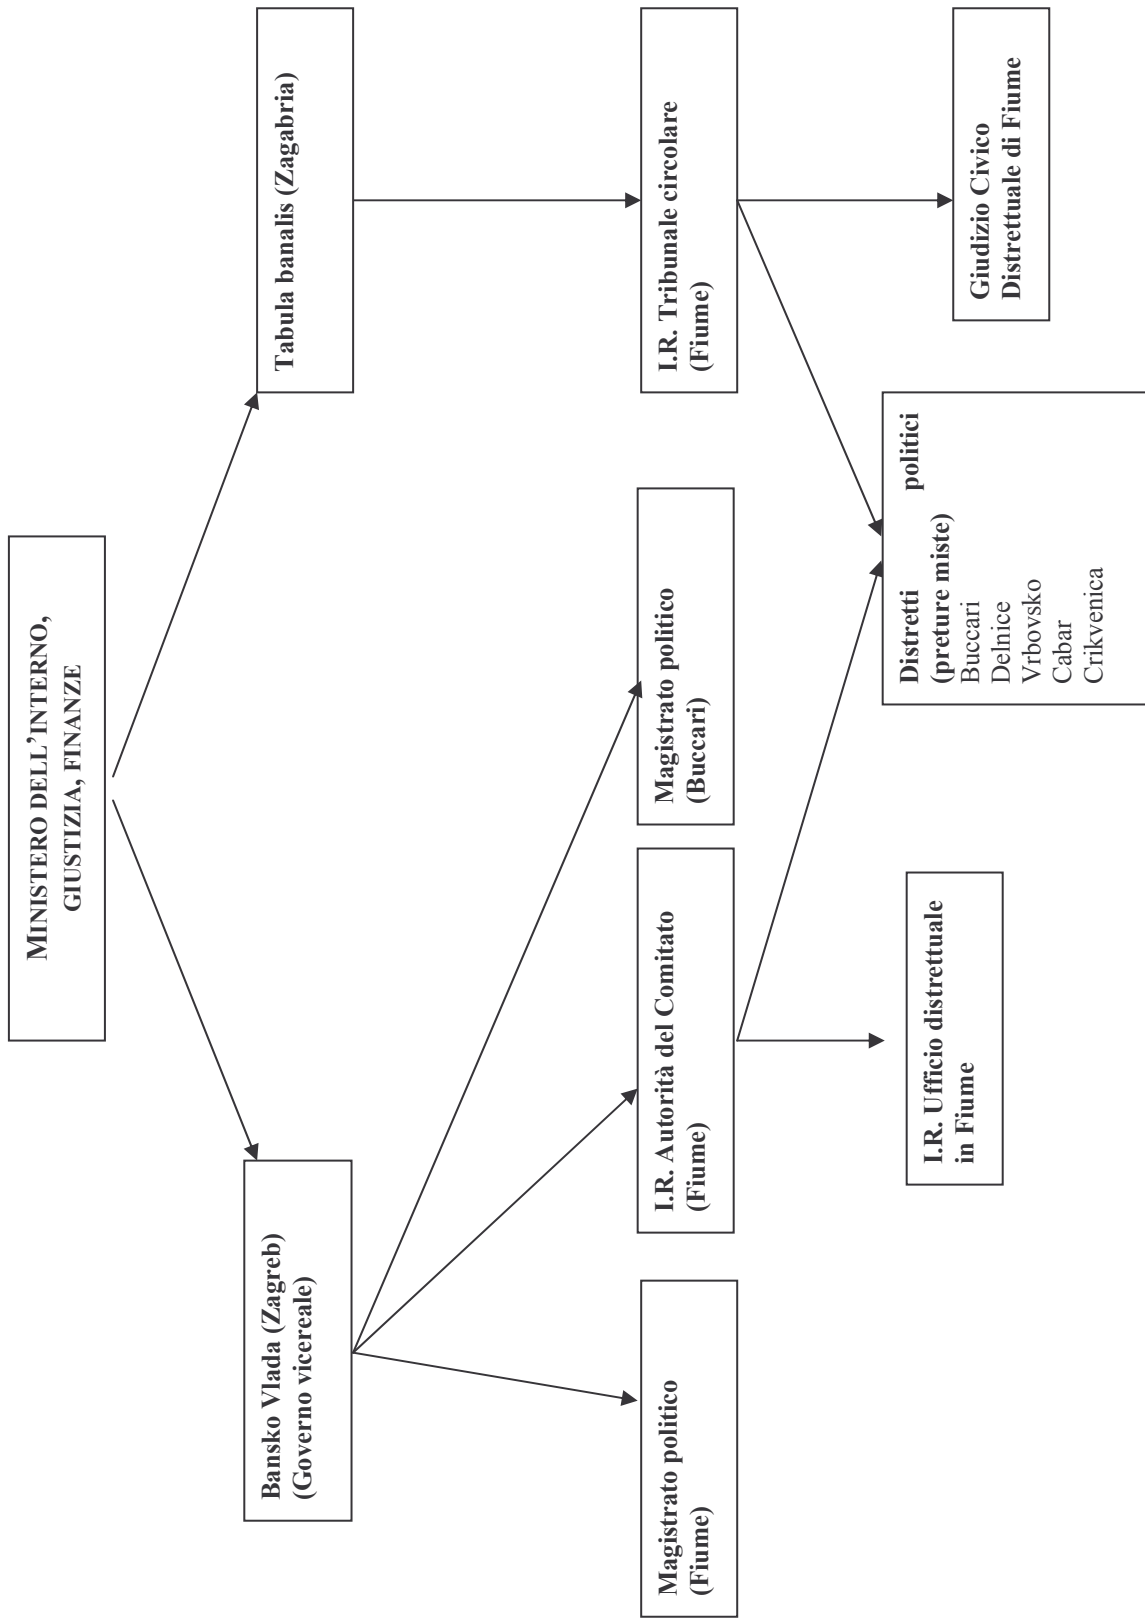 MINISTERO DELL’INTERNO,
GIUSTIZIA, FINANZE
Bansko Vlada (Zagreb)
(Governo vicereale)
Tabula banalis (Zagabria)
Magistrato politico
(Fiume)
I.R. Autorità del Comitato
(Fiume)
Magistrato politico
(Buccari)
I.R. Tribunale circolare
(Fiume)
I.R. Ufficio distrettuale
in Fiume
Distretti politici
(preture miste)
Buccari
Delnice
Vrbovsko
Cabar
Crikvenica
Giudizio Civico
Distrettuale di Fiume